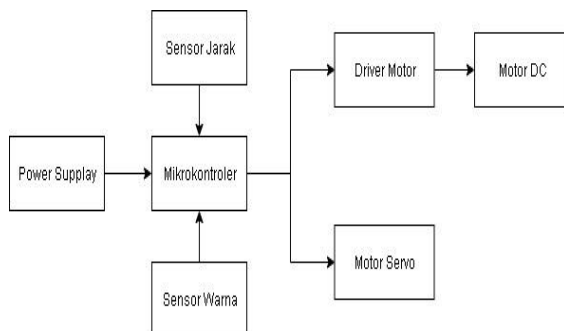 Sensor Jarak
Driver Motor
Motor DC
Power Supplay
Mikrokontroler
Motor Servo
Sensor Warna